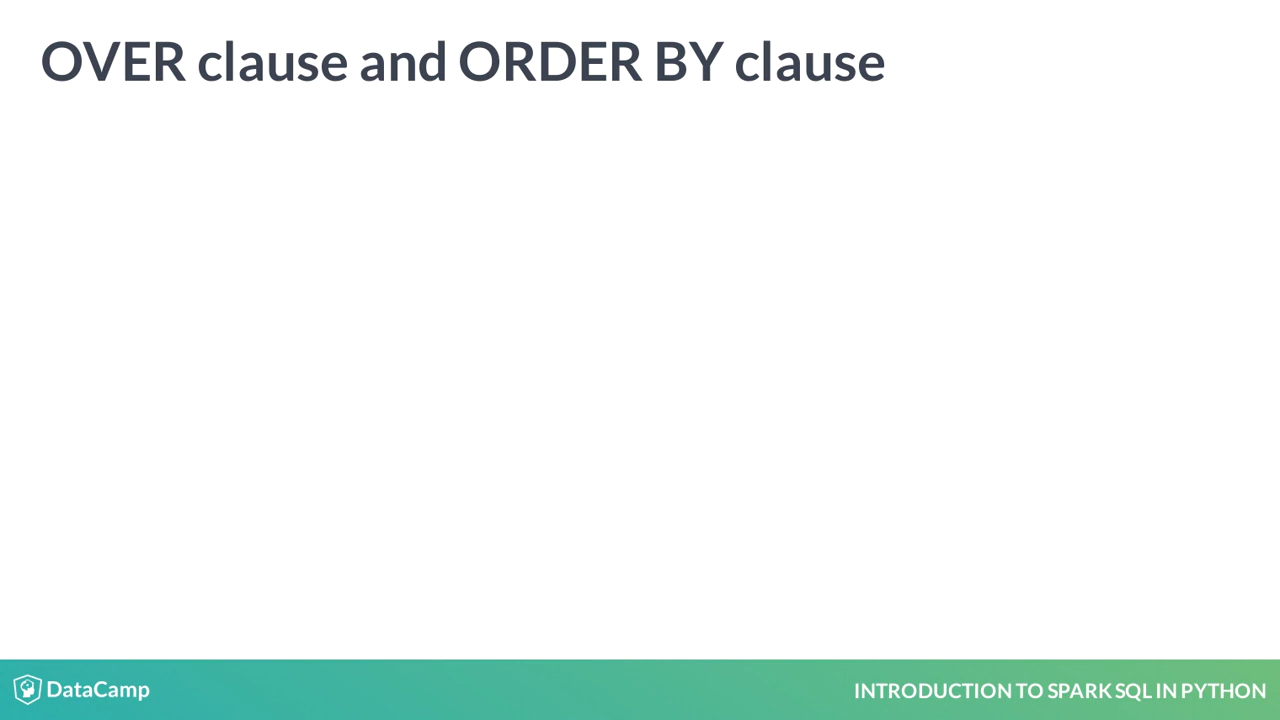 OVER clause and ORDER BY clause
DataCamp
INTRODUCTION TO SPARK SQL IN PYTHON